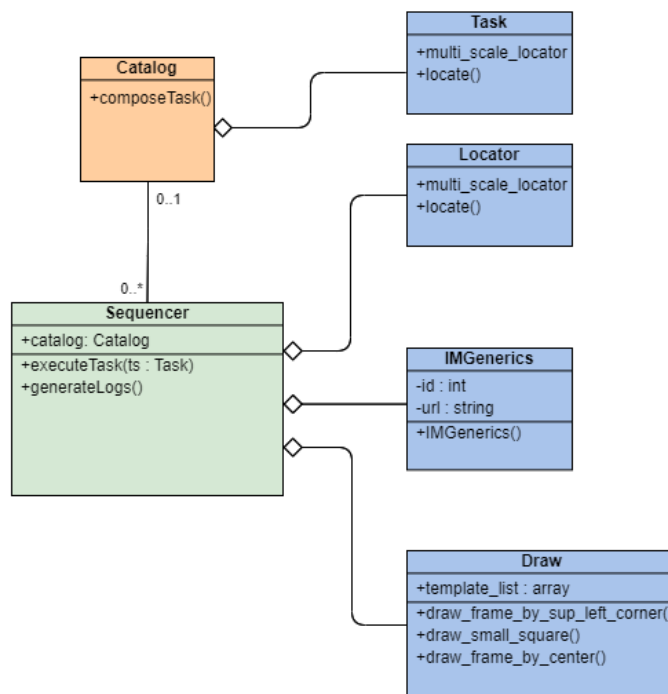 Task
+multi_scale_locator
+locate()
Catalog
+composeTask()
Locator
+multi_scale_locator
+locate()
0..1
0..*
Sequencer
+catalog: Catalog
+executeTask(ts : Task)
+generateLogs()
IMGenerics
-id : int
-url : string
+IMGenerics()
Draw
+template_list : array
+draw_frame_by_sup_left_corner(
+draw_small_square()
+draw_frame_by_center()